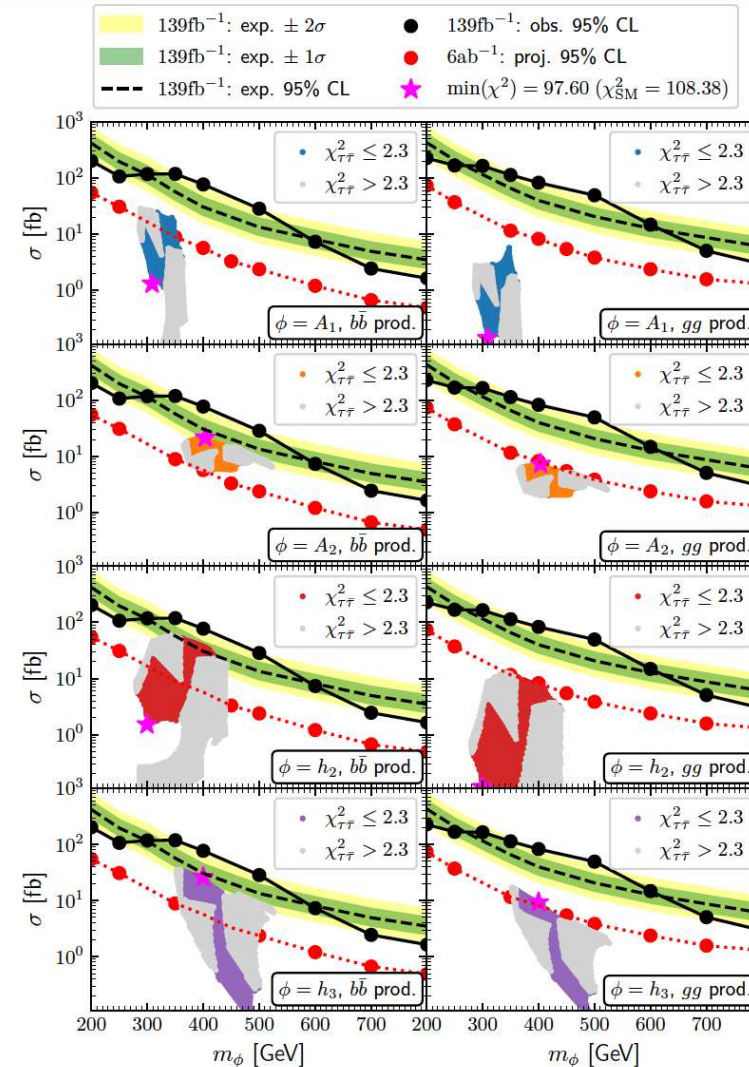 139fb⁻¹: exp. ± 2σ
139fb⁻¹: exp. ± 1σ
139fb⁻¹: exp. 95% CL
139fb⁻¹: obs. 95% CL
6ab⁻¹: proj. 95% CL
min(χ²) = 97.60 (χ²_SM = 108.38)
10³
10²
10¹
10⁰
σ [fb]
χ²_ττ̄ ≤ 2.3
χ²_ττ̄ > 2.3
ϕ = A₁, bb̄ prod.
χ²_ττ̄ ≤ 2.3
χ²_ττ̄ > 2.3
ϕ = A₁, gg prod.
σ [fb]
10³
10²
10¹
10⁰
σ [fb]
χ²_ττ̄ ≤ 2.3
χ²_ττ̄ > 2.3
ϕ = A₂, bb̄ prod.
χ²_ττ̄ ≤ 2.3
χ²_ττ̄ > 2.3
ϕ = A₂, gg prod.
σ [fb]
10³
10²
10¹
10⁰
σ [fb]
χ²_ττ̄ ≤ 2.3
χ²_ττ̄ > 2.3
ϕ = h₂, bb̄ prod.
χ²_ττ̄ ≤ 2.3
χ²_ττ̄ > 2.3
ϕ = h₂, gg prod.
σ [fb]
10³
10²
10¹
10⁰
σ [fb]
χ²_ττ̄ ≤ 2.3
χ²_ττ̄ > 2.3
ϕ = h₃, bb̄ prod.
χ²_ττ̄ ≤ 2.3
χ²_ττ̄ > 2.3
ϕ = h₃, gg prod.
σ [fb]
200 300 400 500 600 700 200 300 400 500 600 700
m_ϕ [GeV]
m_ϕ [GeV]